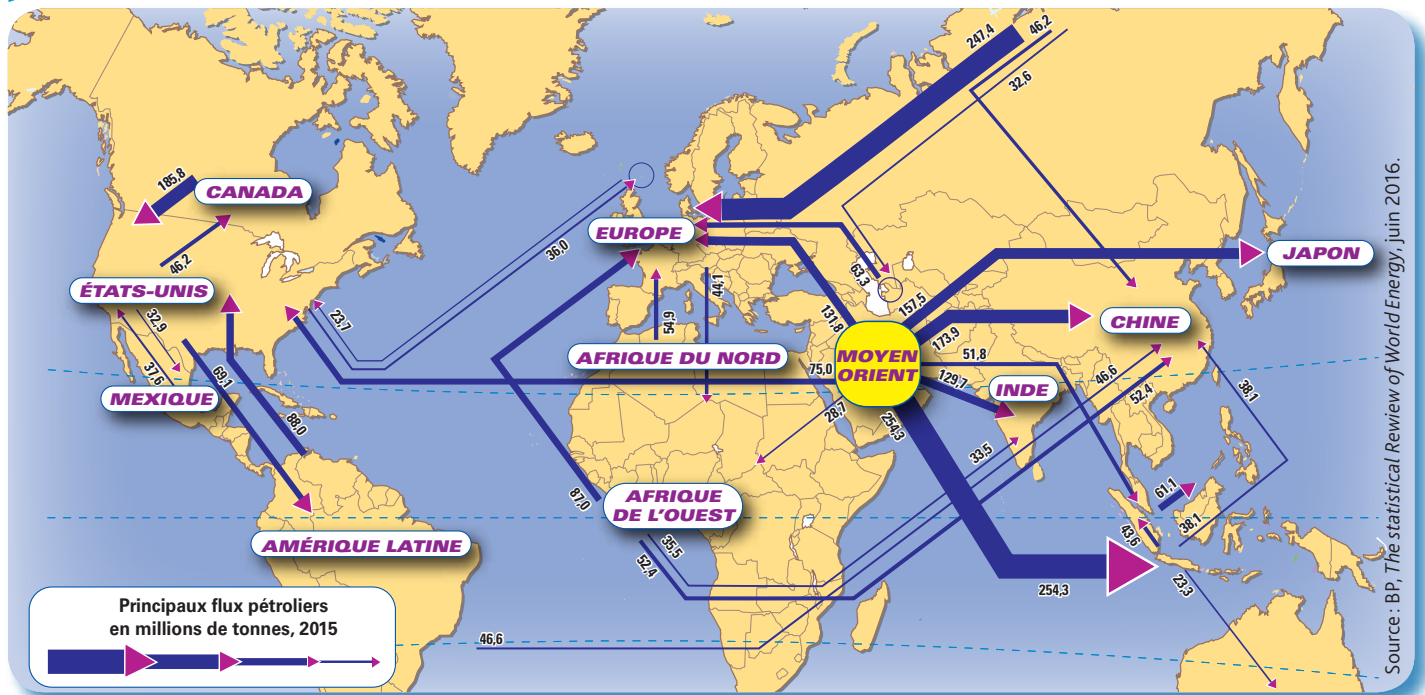 247,4
46,2
32,6
185,8
CANADA
46,2
EUROPE
36,0
44,1
63,3
JAPON
ÉTATS-UNIS
32,9
37,6
23,7
54,9
131,8
157,5
173,9
CHINE
MEXIQUE
69,1
88,0
AFRIQUE DU NORD
75,0
MOYEN
ORIENT
51,8
129,7
INDE
46,6
52,4
38,1
28,7
254,3
33,5
87,0
AFRIQUE
DE L'OUEST
61,1
43,6
38,1
AMÉRIQUE LATINE
35,5
52,4
254,3
23,3
46,6
Principaux flux pétroliers
en millions de tonnes, 2015
Source : BP, The statistical Rewiew of World Energy, juin 2016.